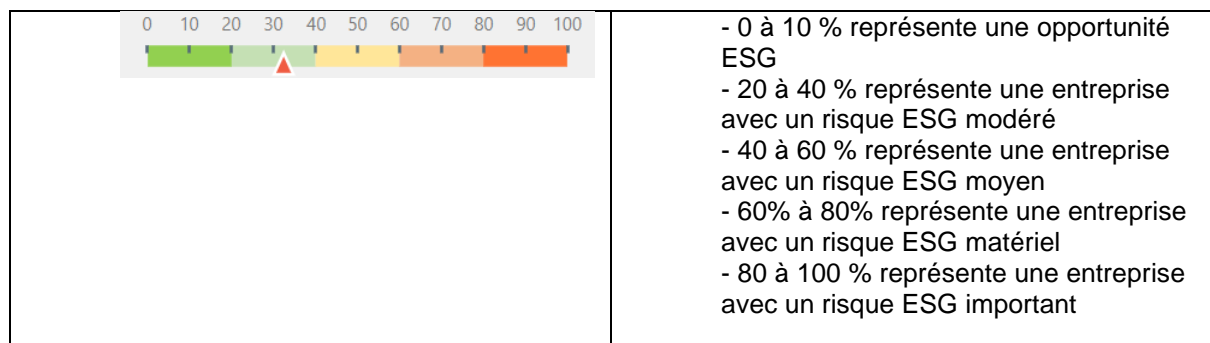 0 10 20 30 40 50 60 70 80 90 100
- 0 à 10 % représente une opportunité
ESG
- 20 à 40 % représente une entreprise
avec un risque ESG modéré
- 40 à 60 % représente une entreprise
avec un risque ESG moyen
- 60% à 80% représente une entreprise
avec un risque ESG matériel
- 80 à 100 % représente une entreprise
avec un risque ESG important